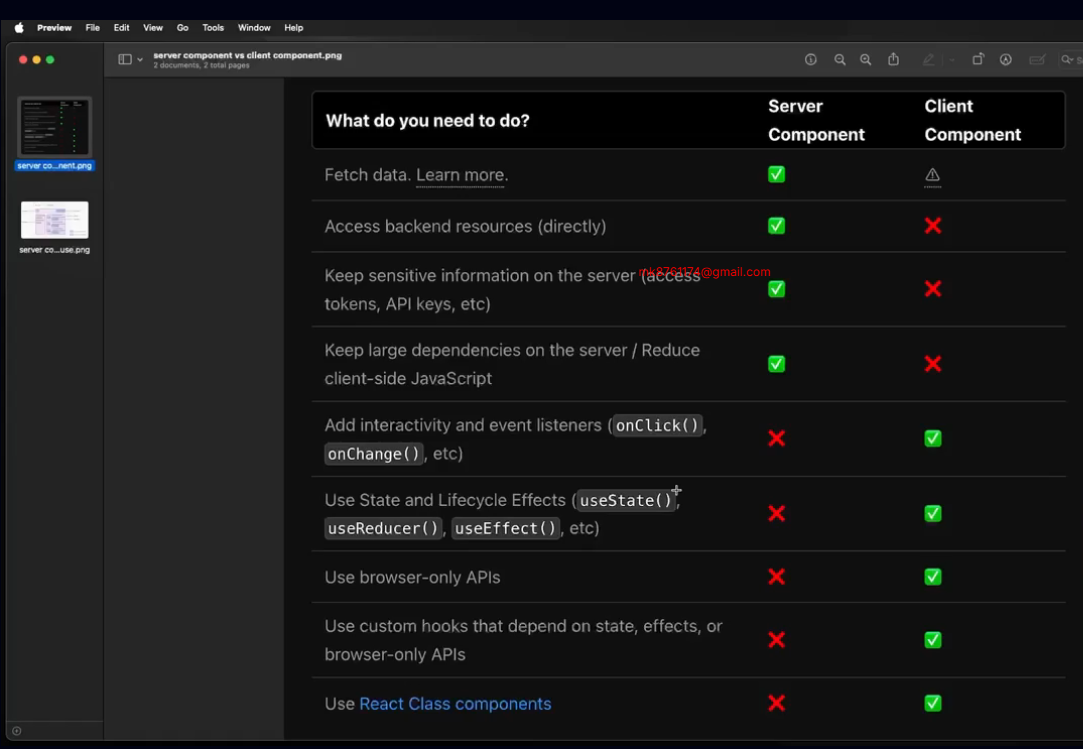 Preview File Edit View Go Tools Window Help
server component vs client component.png
2 documents, 2 total pages
server co...nent.png
server co...use.png
What do you need to do?
Server
Component
Client
Component
Fetch data. Learn more.
Access backend resources (directly)
Keep sensitive information on the server (access
tokens, API keys, etc)
mk8761174@gmail.com
Keep large dependencies on the server / Reduce
client-side JavaScript
Add interactivity and event listeners (onClick(),
onChange(), etc)
Use State and Lifecycle Effects (useState(),
useReducer(), useEffect(), etc)
Use browser-only APIs
Use custom hooks that depend on state, effects, or
browser-only APIs
Use React Class components